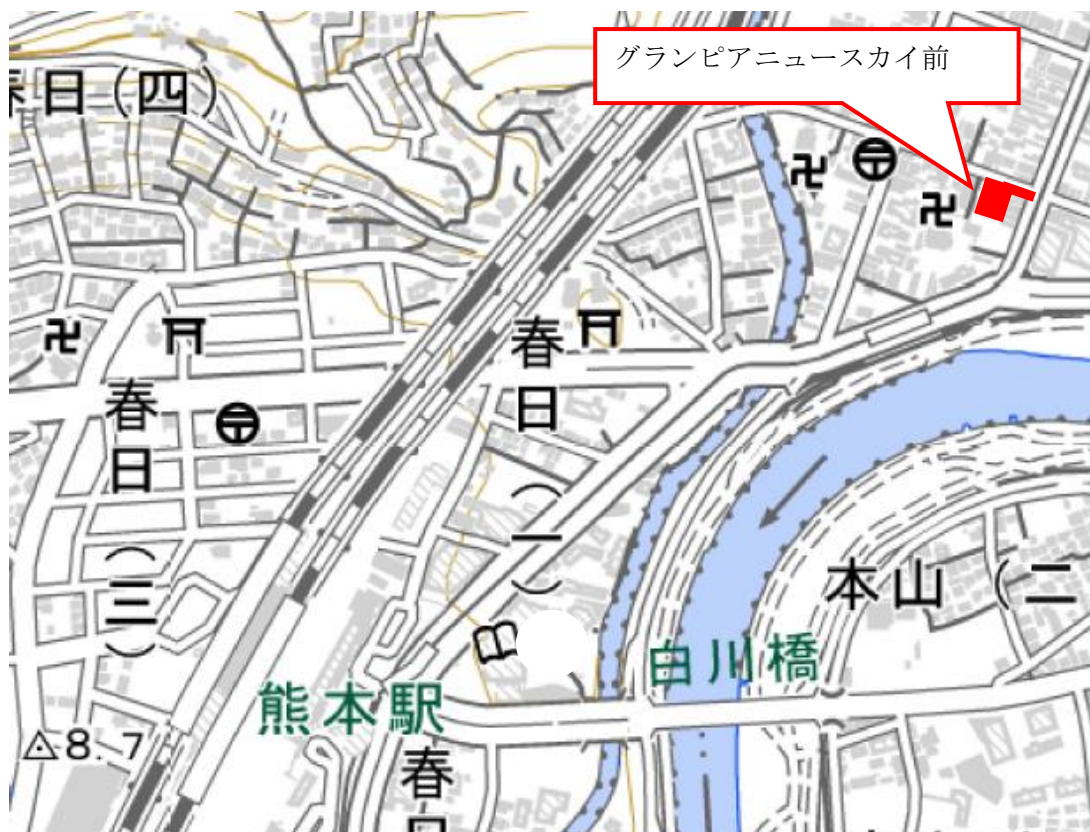 グランピアニュースカイ前
春日(四)
春日(三)
春日(一)
本山(二
白川橋
熊本駅
8.7
春日